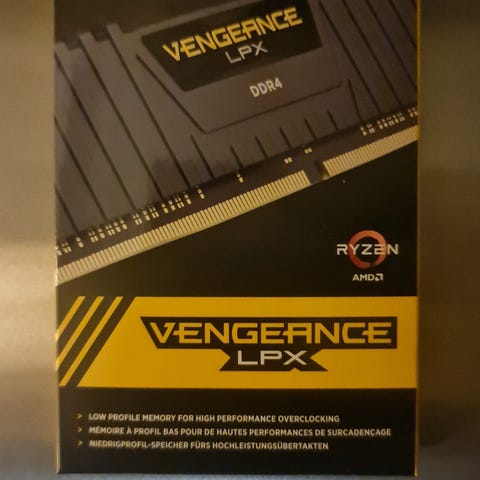 VENGEANCE
LPX
DDR4
RYZEN
AMD
VENGEANCE
LPX
> LOW PROFILE MEMORY FOR HIGH PERFORMANCE OVERCLOCKING
> MÉMOIRE À PROFIL BAS POUR DE HAUTES PERFORMANCES DE SURCADENÇAGE
> NIEDRIGPROFIL-SPEICHER FÜRS HOCHLEISTUNGSÜBERTAKTEN